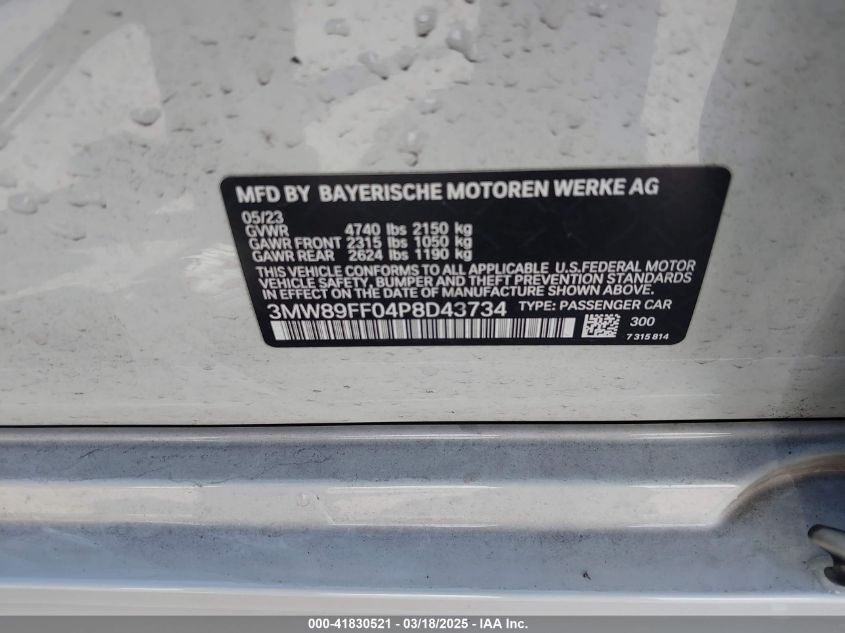 MFD BY BAYERISCHE MOTOREN WERKE AG
05/23
GVWR 4740 lbs 2150 kg
GAWR FRONT 2315 lbs 1050 kg
GAWR REAR 2624 lbs 1190 kg
THIS VEHICLE CONFORMS TO ALL APPLICABLE U.S.FEDERAL MOTOR
VEHICLE SAFETY, BUMPER AND THEFT PREVENTION STANDARDS
IN EFFECT ON THE DATE OF MANUFACTURE SHOWN ABOVE.
3MW89FF04P8D43734 TYPE: PASSENGER CAR
300
7 315 814
000-41830521 - 03/18/2025 - IAA Inc.